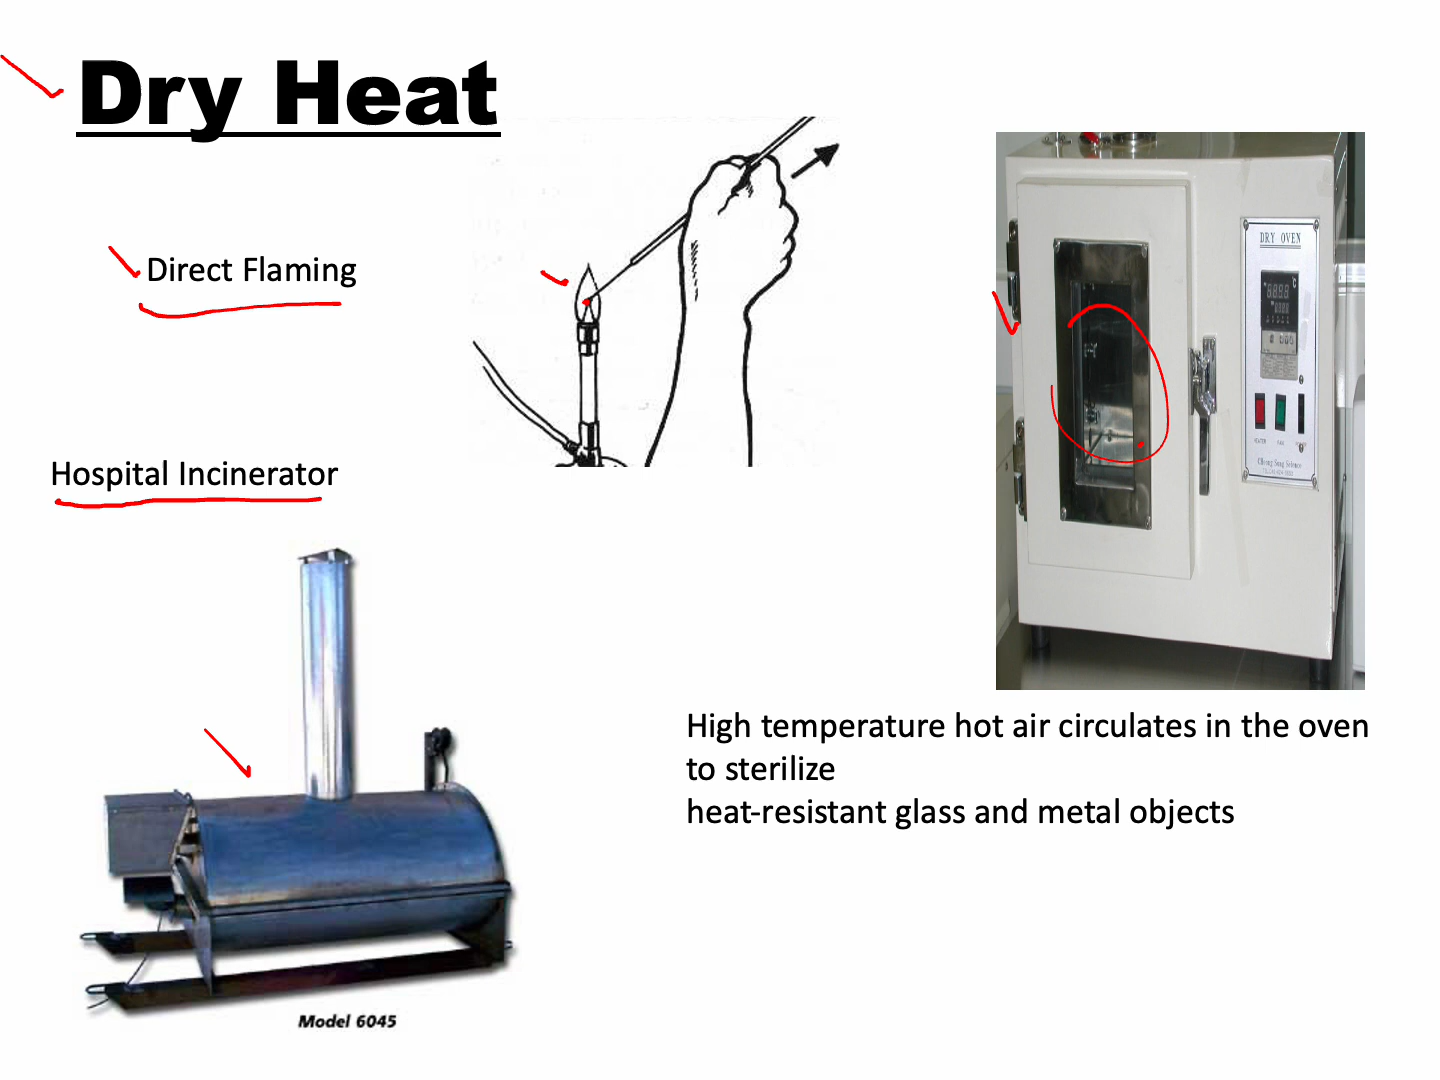 Dry Heat
Direct Flaming
DRY OVEN
Hospital Incinerator
High temperature hot air circulates in the oven
to sterilize
heat-resistant glass and metal objects
Model 6045